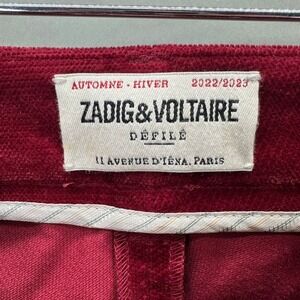 AUTOMNE - HIVER 2022/2023
ZADIG&VOLTAIRE
DÉFILÉ
11 AVENUE D'IÉNA, PARIS